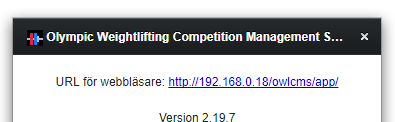 Olympic Weightlifting Competition Management S...
URL för webbläsare: http://192.168.0.18/owlcms/app/
Version 2.19.7